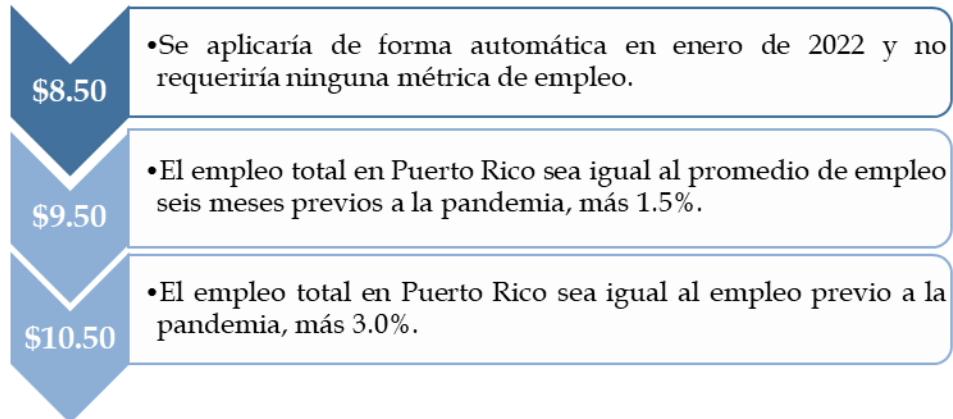 $8.50
•Se aplicaría de forma automática en enero de 2022 y no
requeriría ninguna métrica de empleo.
$9.50
•El empleo total en Puerto Rico sea igual al promedio de empleo
seis meses previos a la pandemia, más 1.5%.
$10.50
•El empleo total en Puerto Rico sea igual al empleo previo a la
pandemia, más 3.0%.